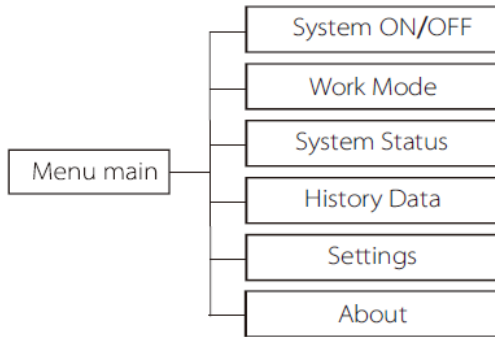 System ON/OFF
Work Mode
System Status
Menu main
History Data
Settings
About